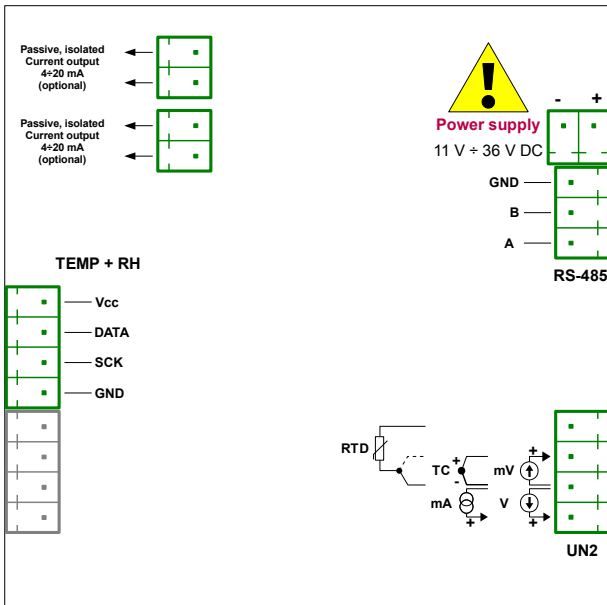 Passive, isolated
Current output
4÷20 mA
(optional)
Passive, isolated
Current output
4÷20 mA
(optional)
!
- +
Power supply
11 V ÷ 36 V DC
GND
B
A
RS-485
TEMP + RH
Vcc
DATA
SCK
GND
RTD
+
TC
-
mA
+
+
mV
V
+
UN2